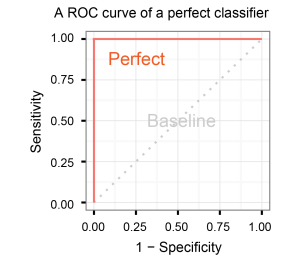 A ROC curve of a perfect classifier
1.00
Perfect
0.75
Sensitivity
0.50
Baseline
0.25
0.00
0.00 0.25 0.50 0.75 1.00
1 − Specificity